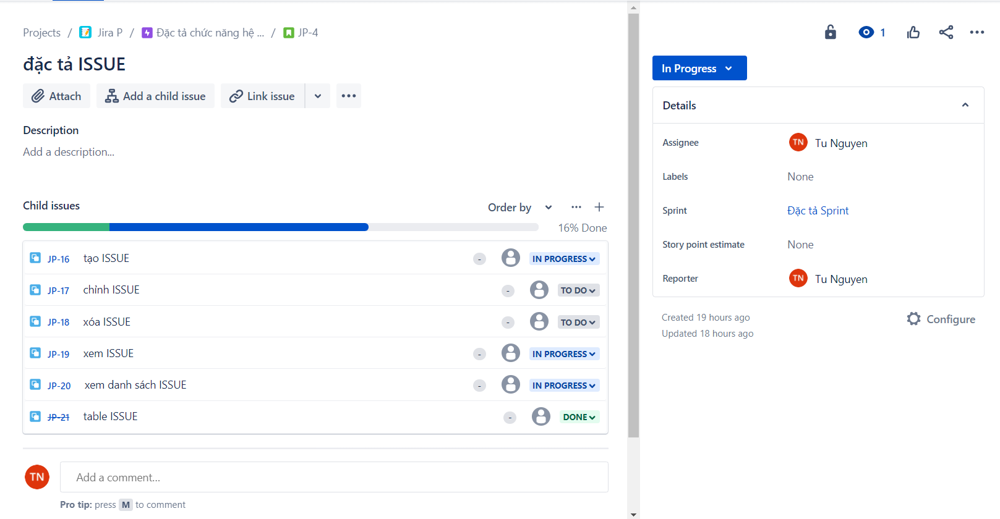 Projects / Jira P / Đặc tả chức năng hệ ... / JP-4
1
đặc tả ISSUE
Attach Add a child issue Link issue
In Progress
Description
Add a description...
Details
Assignee TN Tu Nguyen
Labels None
Sprint Đặc tả Sprint
Story point estimate None
Reporter TN Tu Nguyen
Created 19 hours ago
Updated 18 hours ago
Configure
Child issues Order by
16% Done
JP-16 tạo ISSUE - IN PROGRESS
JP-17 chỉnh ISSUE - TO DO
JP-18 xóa ISSUE - TO DO
JP-19 xem ISSUE - IN PROGRESS
JP-20 xem danh sách ISSUE - IN PROGRESS
JP-21 table ISSUE - DONE
TN Add a comment...
Pro tip: press M to comment